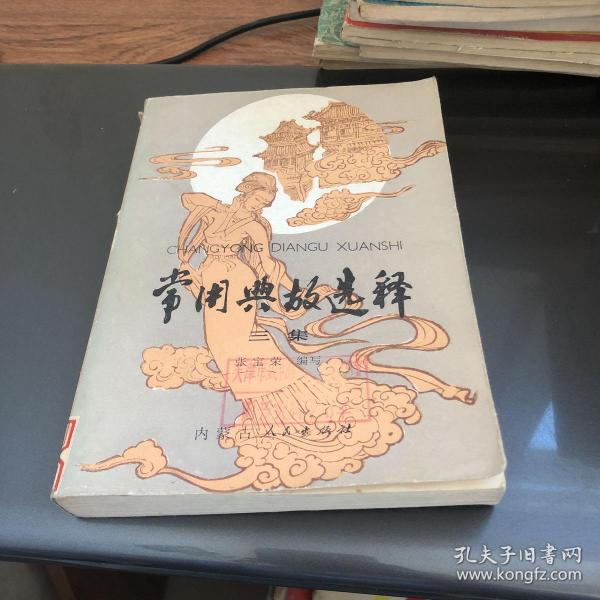 CHANGYONG DIANGU XUANSHI
常用典故选释
三集
张宝荣 编写
内蒙古人民出版社
孔夫子旧书网
www.kongfz.com